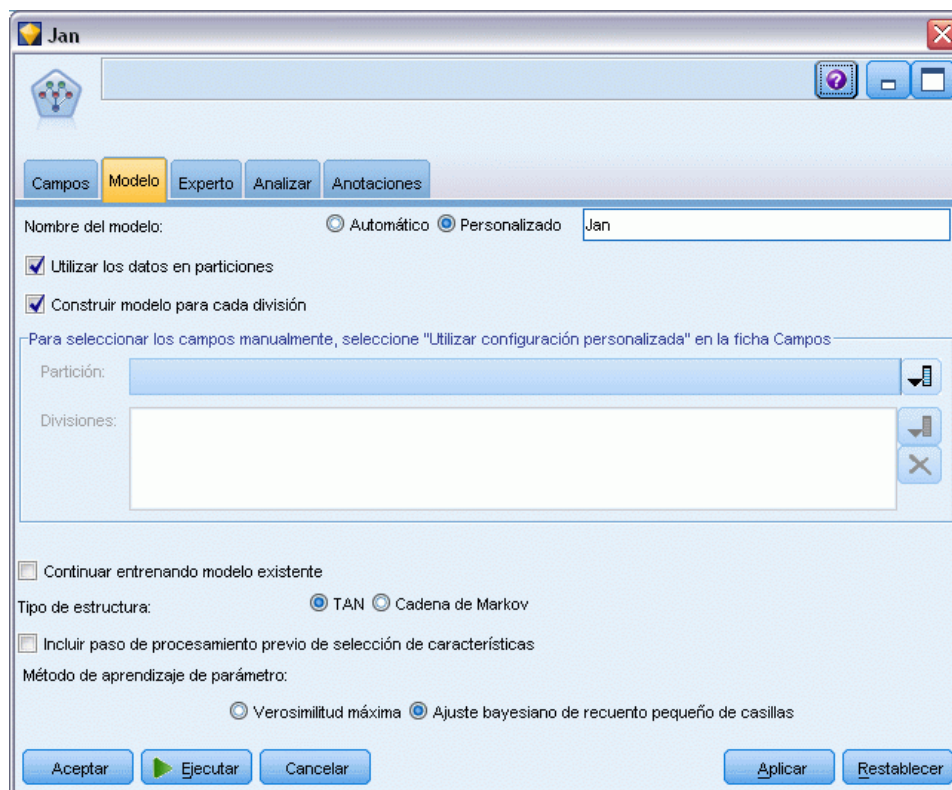 Jan
Campos Modelo Experto Analizar Anotaciones
Nombre del modelo: Automático Personalizado Jan
Utilizar los datos en particiones
Construir modelo para cada división
Para seleccionar los campos manualmente, seleccione "Utilizar configuración personalizada" en la ficha Campos
Partición:
Divisiones:
Continuar entrenando modelo existente
Tipo de estructura: TAN Cadena de Markov
Incluir paso de procesamiento previo de selección de características
Método de aprendizaje de parámetro:
Verosimilitud máxima Ajuste bayesiano de recuento pequeño de casillas
Aceptar Ejecutar Cancelar Aplicar Restablecer